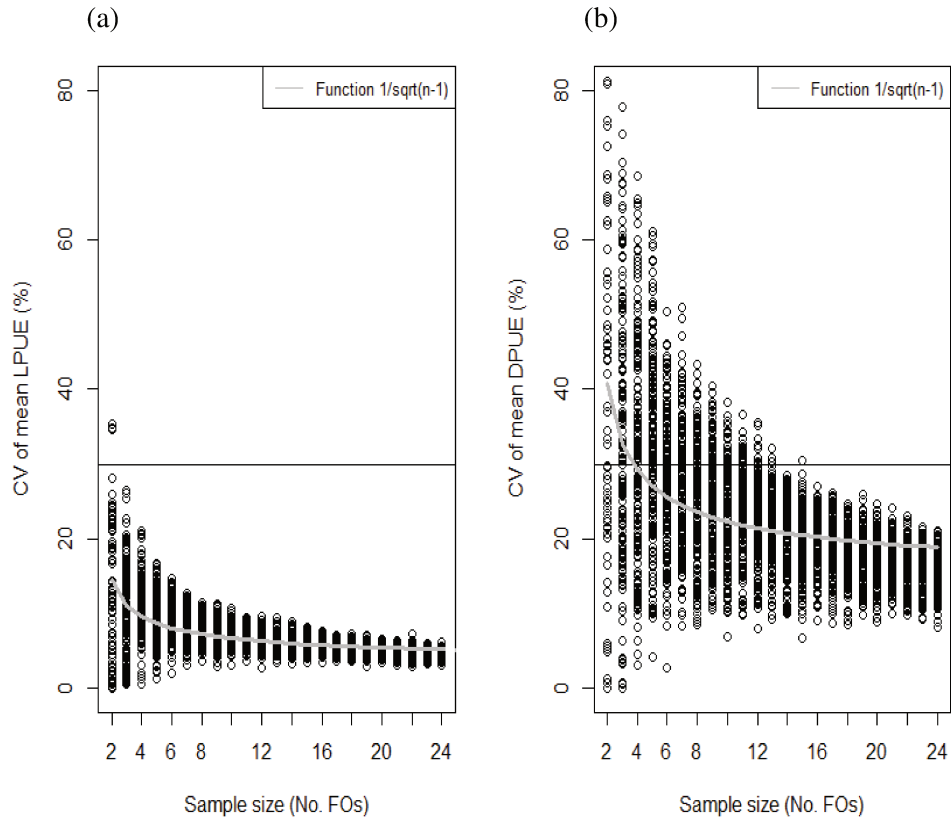 (a)
Function 1/sqrt(n-1)
80
60
40
20
0
CV of mean LPUE (%)
2 4 6 8 12 16 20 24
Sample size (No. FOs)
(b)
Function 1/sqrt(n-1)
80
60
40
20
0
CV of mean DPUE (%)
2 4 6 8 12 16 20 24
Sample size (No. FOs)